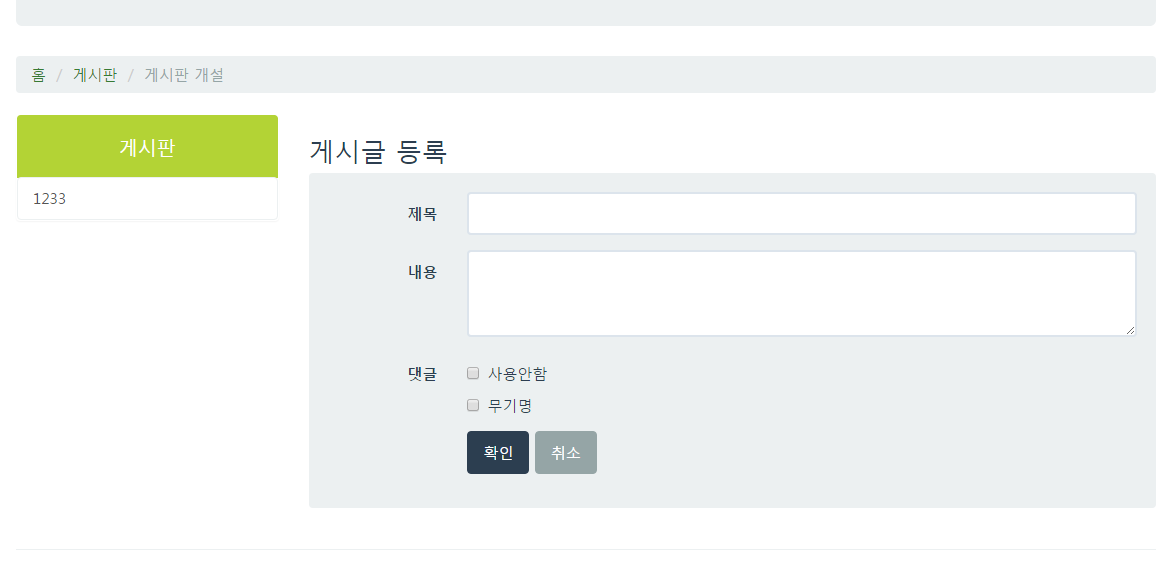 홈 / 게시판 / 게시판 개설
게시판
1233
게시글 등록
제목
내용
댓글
사용안함
무기명
확인 취소